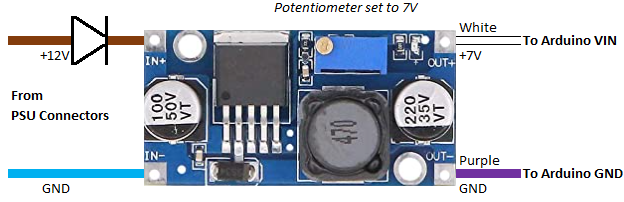 Potentiometer set to 7V
White
+12V
IN+
OUT+
+7V
To Arduino VIN
From
PSU Connectors
100
50V
VT
470
220
35V
VT
IN-
OUT-
Purple
GND
GND
To Arduino GND